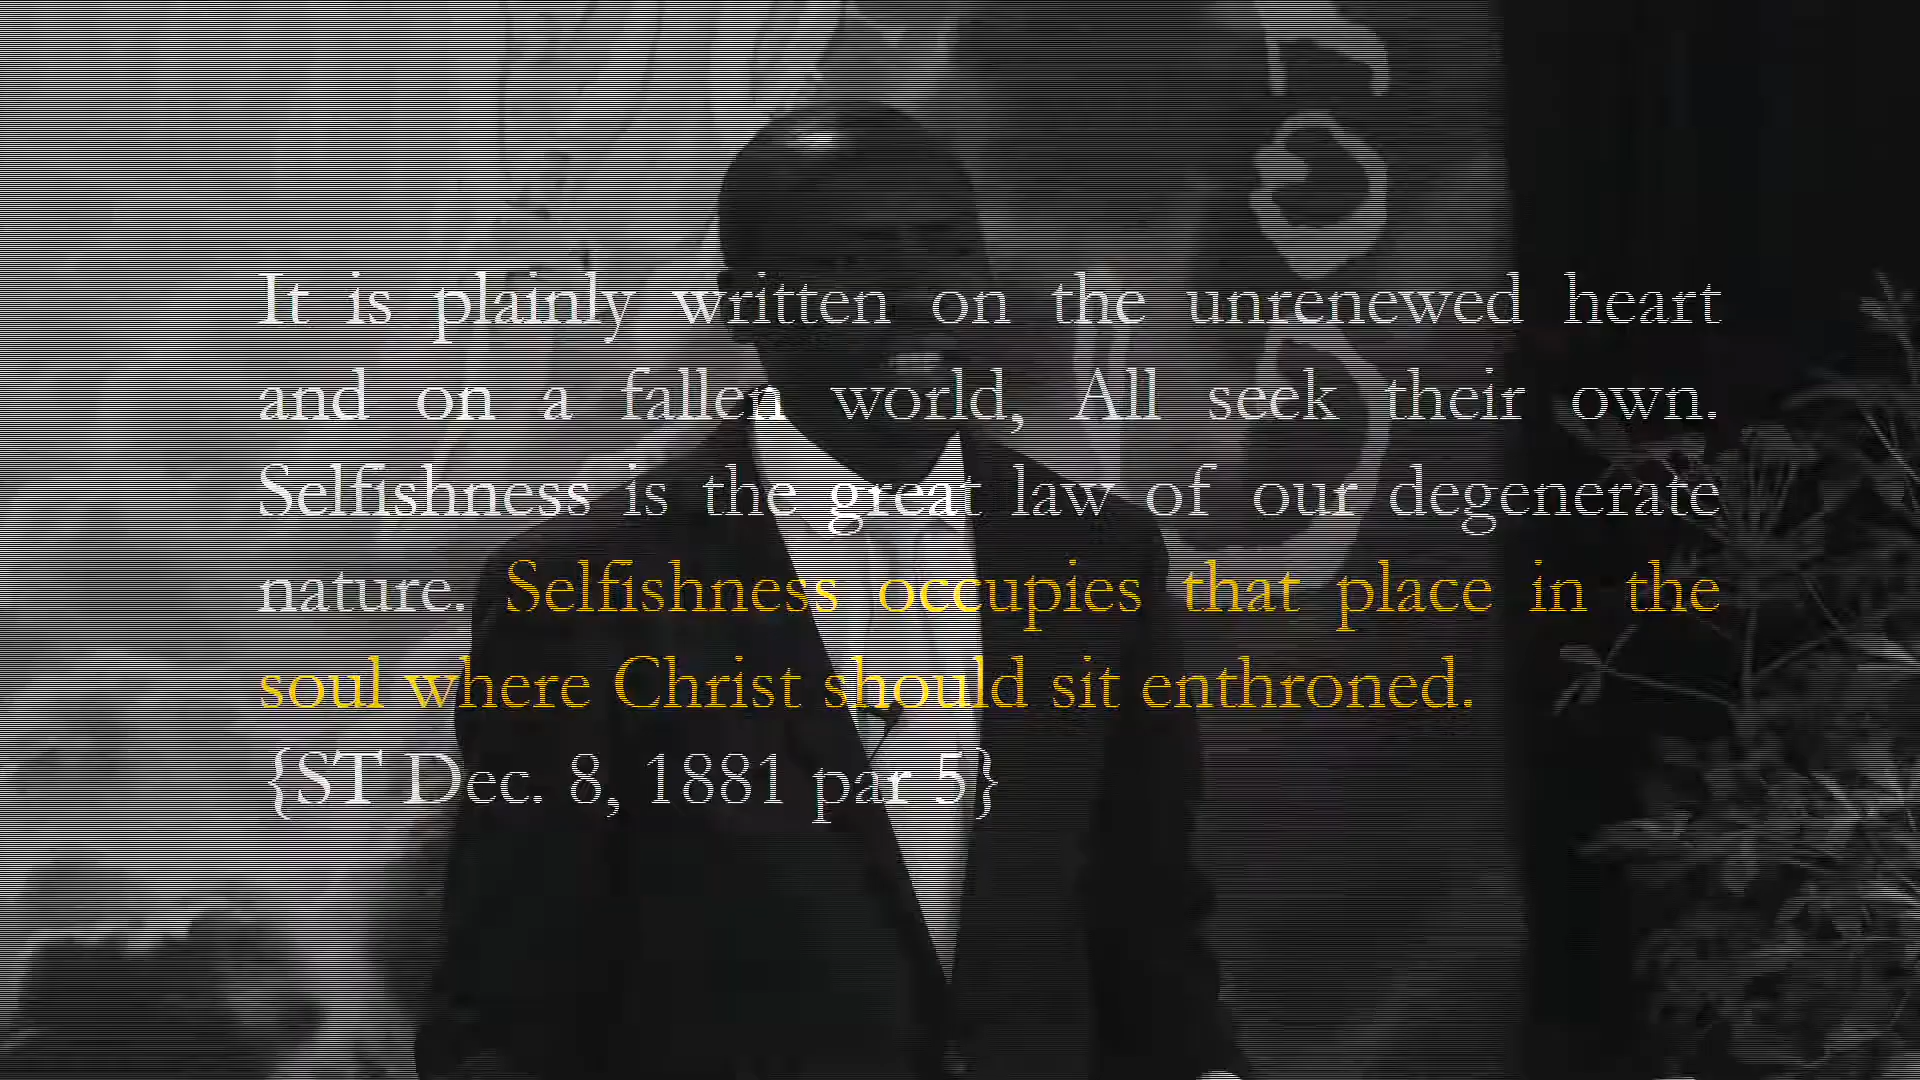 It is plainly written on the unrenewed heart
and on a fallen world, All seek their own.
Selfishness is the great law of our degenerate
nature. Selfishness occupies that place in the
soul where Christ should sit enthroned.
{ST Dec. 8, 1881 par 5}